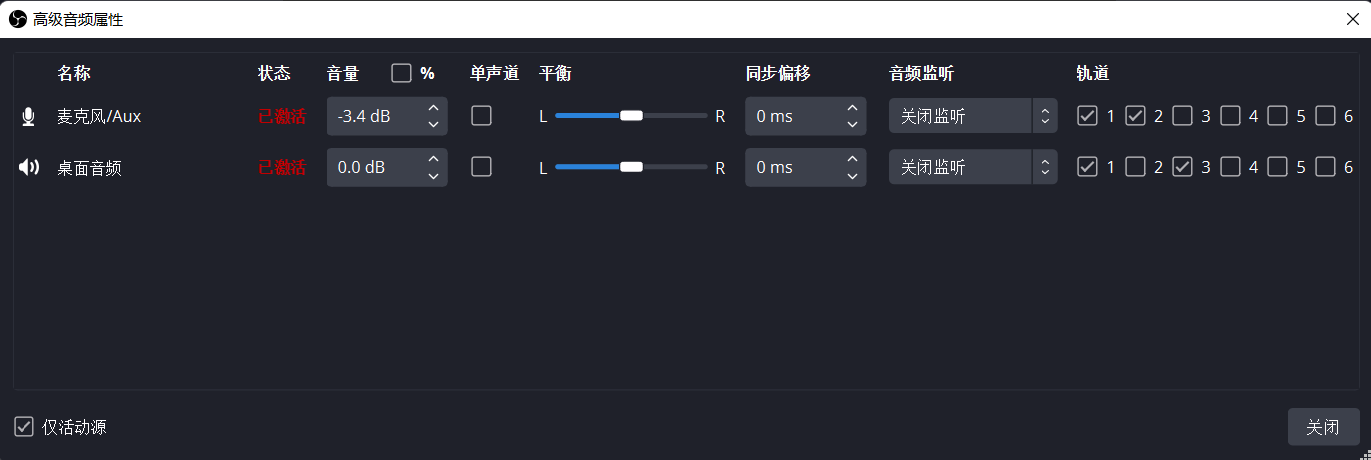 高级音频属性
名称 状态 音量 % 单声道 平衡 同步偏移 音频监听 轨道
麦克风/Aux 已激活 -3.4 dB L R 0 ms 关闭监听 1 2 3 4 5 6
桌面音频 已激活 0.0 dB L R 0 ms 关闭监听 1 2 3 4 5 6
仅活动源 关闭